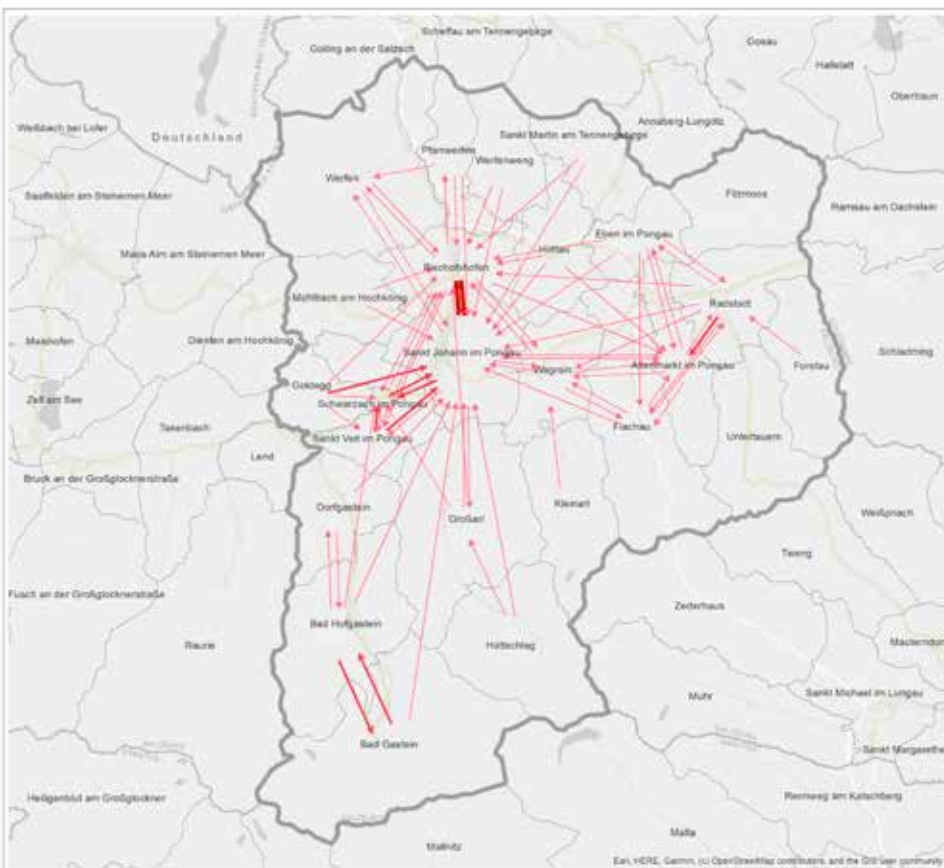 Scheffau am Tennengebirge
Golling an der Salzach
Gosau
Hallstatt
Obertraun
Annaberg-Lungötz
Weißbach bei Lofer
Deutschland
Sankt Martin am Tennengebirge
Pfarrwerfen
Werfenweng
Werfen
Filzmoos
Saalfelden am Steinernen Meer
Ramsau am Dachstein
Eben im Pongau
Hüttau
Maria Alm am Steinernen Meer
Bischofshofen
Mühlbach am Hochkönig
Radstadt
Maishofen
Dienten am Hochkönig
Sankt Johann im Pongau
Schladming
Wagrain
Altenmarkt im Pongau
Forstau
Goldegg
Zell am See
Schwarzach im Pongau
Taxenbach
Flachau
Sankt Veit im Pongau
Untertauern
Lend
Bruck an der Großglocknerstraße
Dorfgastein
Kleinarl
Großarl
Weißpriach
Tweng
Fusch an der Großglocknerstraße
Zederhaus
Bad Hofgastein
Rauris
Hüttschlag
Mauterndorf
Muhr
Sankt Michael im Lungau
Bad Gastein
Sankt Margarethe
Heiligenblut am Großglockner
Rennweg am Katschberg
Mallnitz
Malta
Esri, HERE, Garmin, (c) OpenStreetMap contributors, and the GIS user community